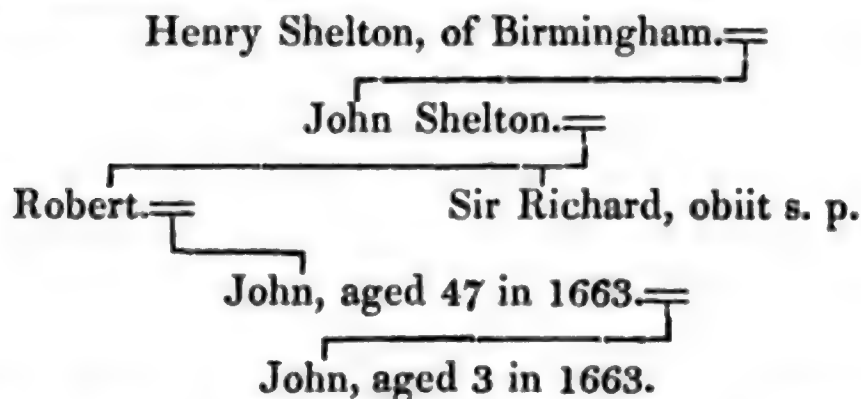 Henry Shelton, of Birmingham.
John Shelton.
Robert. Sir Richard, obiit s. p.
John, aged 47 in 1663.
John, aged 3 in 1663.